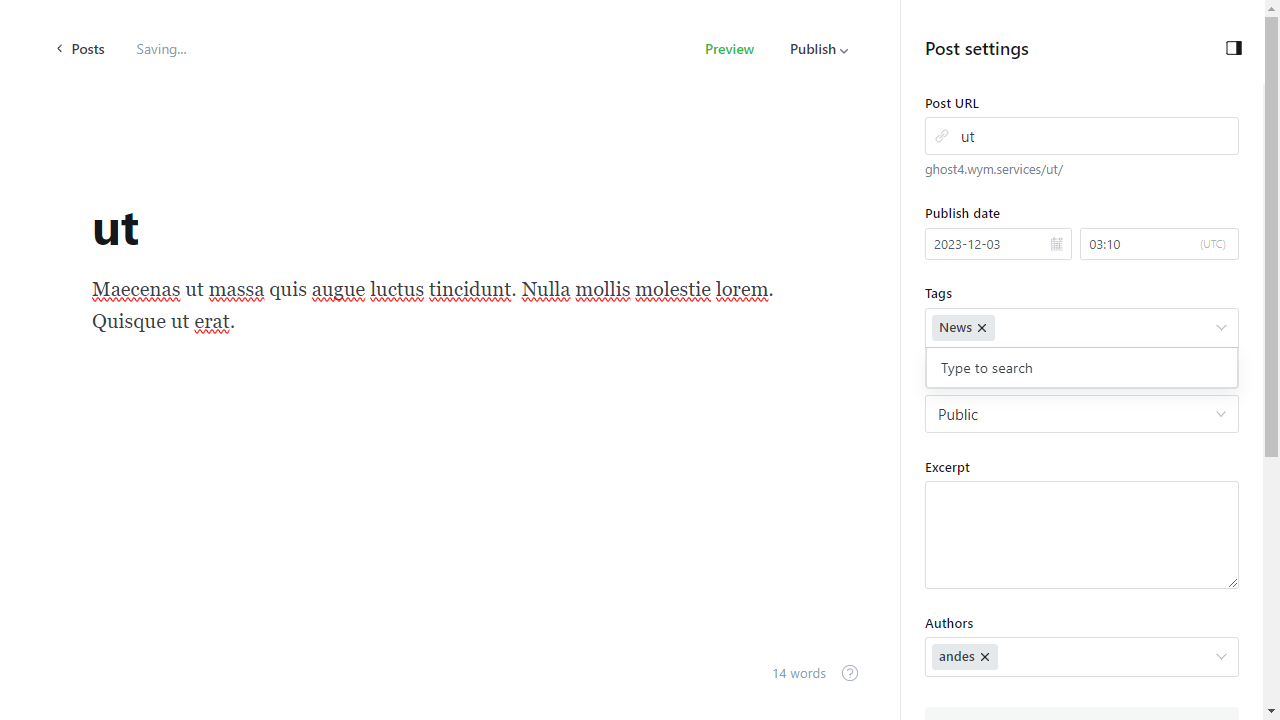 Posts
Saving...
Preview
Publish
Post settings
Post URL
ut
ghost4.wym.services/ut/
Publish date
2023-12-03
03:10
(UTC)
Tags
News
Type to search
Public
Excerpt
Authors
andes
ut
Maecenas ut massa quis augue luctus tincidunt. Nulla mollis molestie lorem.
Quisque ut erat.
14 words
?